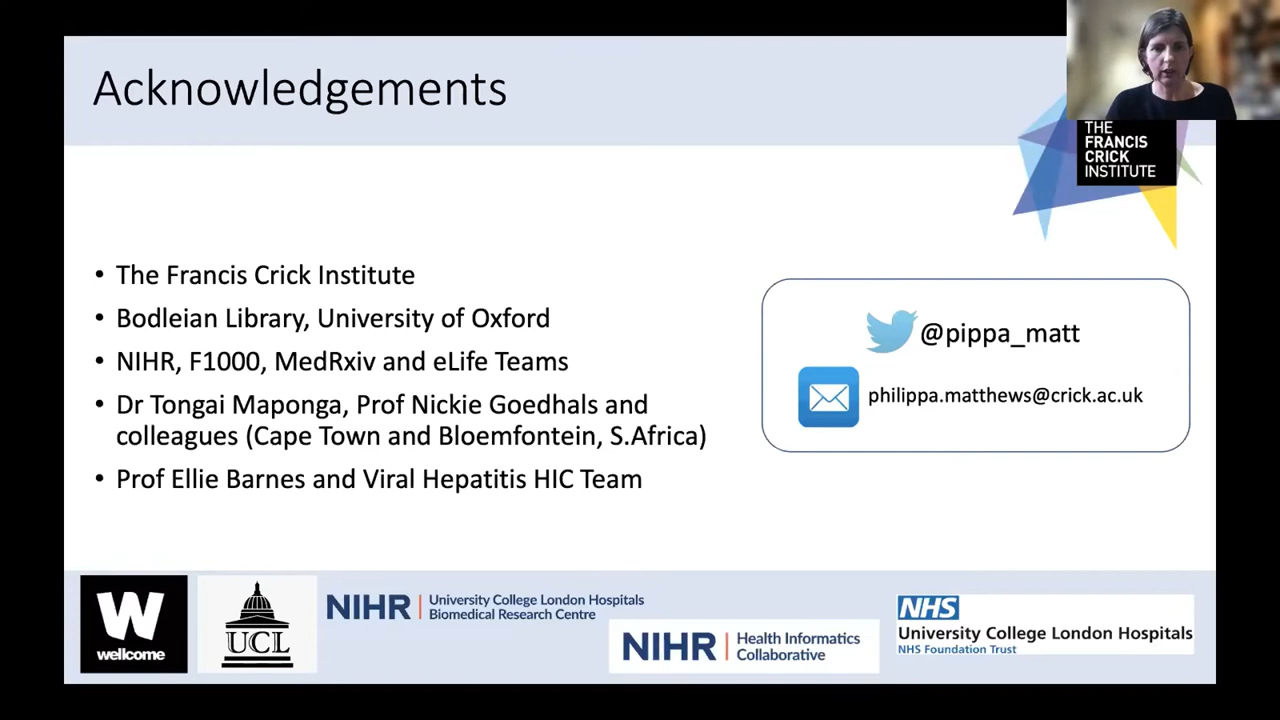 Acknowledgements
THE
FRANCIS
CRICK
INSTITUTE
• The Francis Crick Institute
• Bodleian Library, University of Oxford
• NIHR, F1000, MedRxiv and eLife Teams
• Dr Tongai Maponga, Prof Nickie Goedhals and
colleagues (Cape Town and Bloemfontein, S.Africa)
• Prof Ellie Barnes and Viral Hepatitis HIC Team
@pippa_matt
philippa.matthews@crick.ac.uk
W
wellcome
UCL
NIHR | University College London Hospitals
Biomedical Research Centre
NIHR | Health Informatics
Collaborative
NHS
University College London Hospitals
NHS Foundation Trust